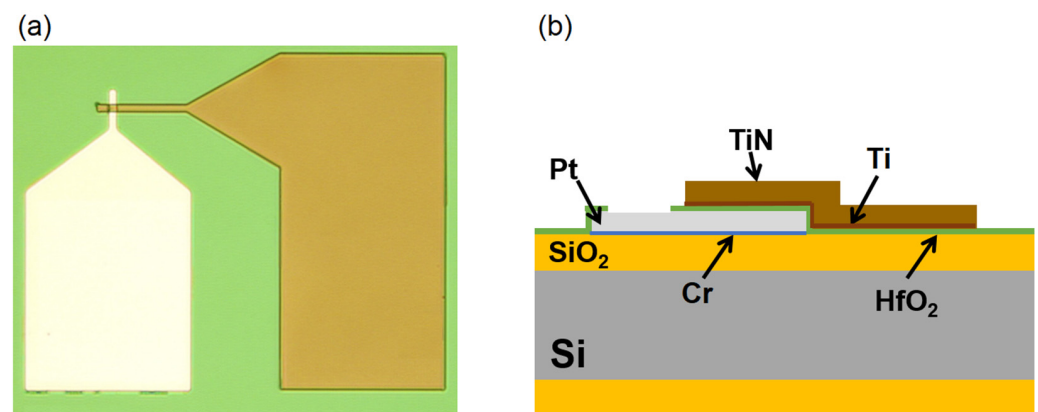 (a)
(b)
TiN
Ti
Pt
SiO₂
Cr
HfO₂
Si